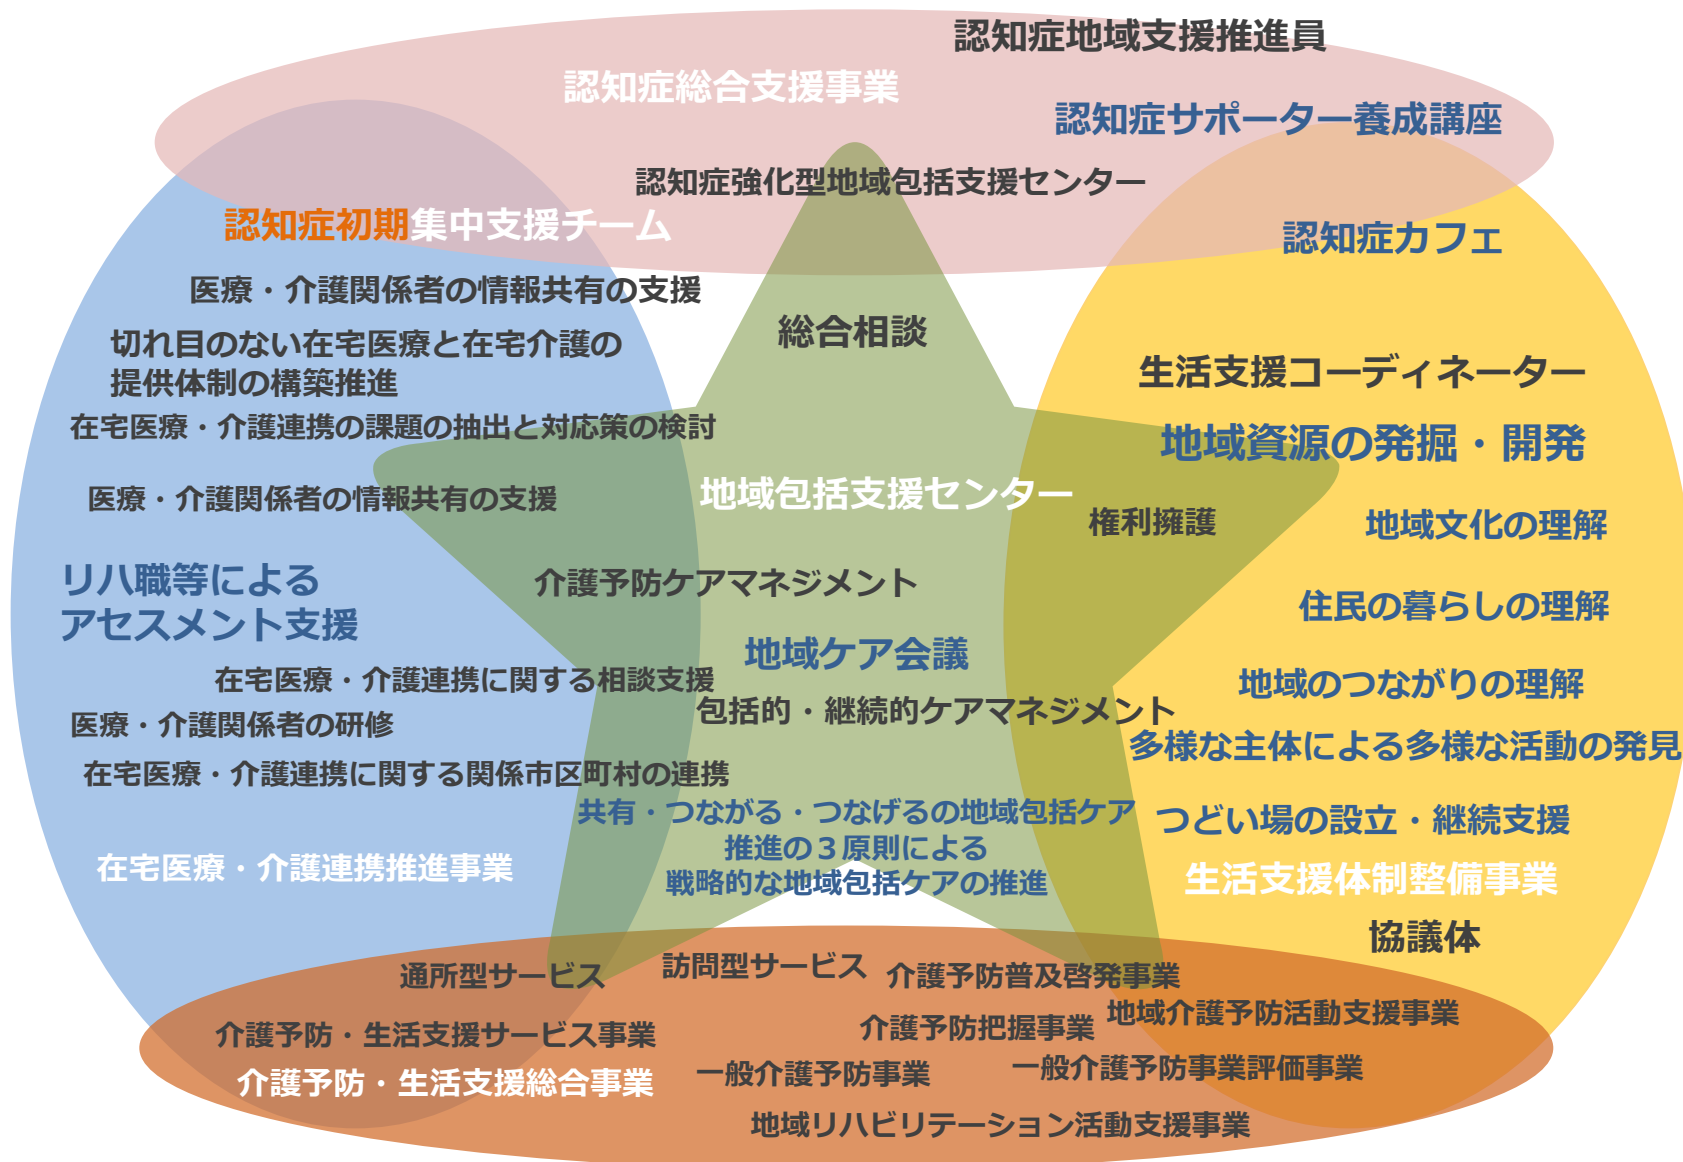 認知症地域支援推進員
認知症総合支援事業
認知症サポーター養成講座
認知症強化型地域包括支援センター
認知症初期集中支援チーム
認知症カフェ
医療・介護関係者の情報共有の支援
総合相談
切れ目のない在宅医療と在宅介護の
提供体制の構築推進
生活支援コーディネーター
在宅医療・介護連携の課題の抽出と対応策の検討
地域資源の発掘・開発
医療・介護関係者の情報共有の支援
地域包括支援センター
権利擁護
地域文化の理解
リハ職等による
アセスメント支援
介護予防ケアマネジメント
住民の暮らしの理解
地域ケア会議
在宅医療・介護連携に関する相談支援
地域のつながりの理解
包括的・継続的ケアマネジメント
医療・介護関係者の研修
多様な主体による多様な活動の発見
在宅医療・介護連携に関する関係市区町村の連携
共有・つながる・つなげるの地域包括ケア
推進の3原則による
戦略的な地域包括ケアの推進
つどい場の設立・継続支援
在宅医療・介護連携推進事業
生活支援体制整備事業
協議体
通所型サービス
訪問型サービス
介護予防普及啓発事業
地域介護予防活動支援事業
介護予防・生活支援サービス事業
介護予防把握事業
介護予防・生活支援総合事業
一般介護予防事業
一般介護予防事業評価事業
地域リハビリテーション活動支援事業